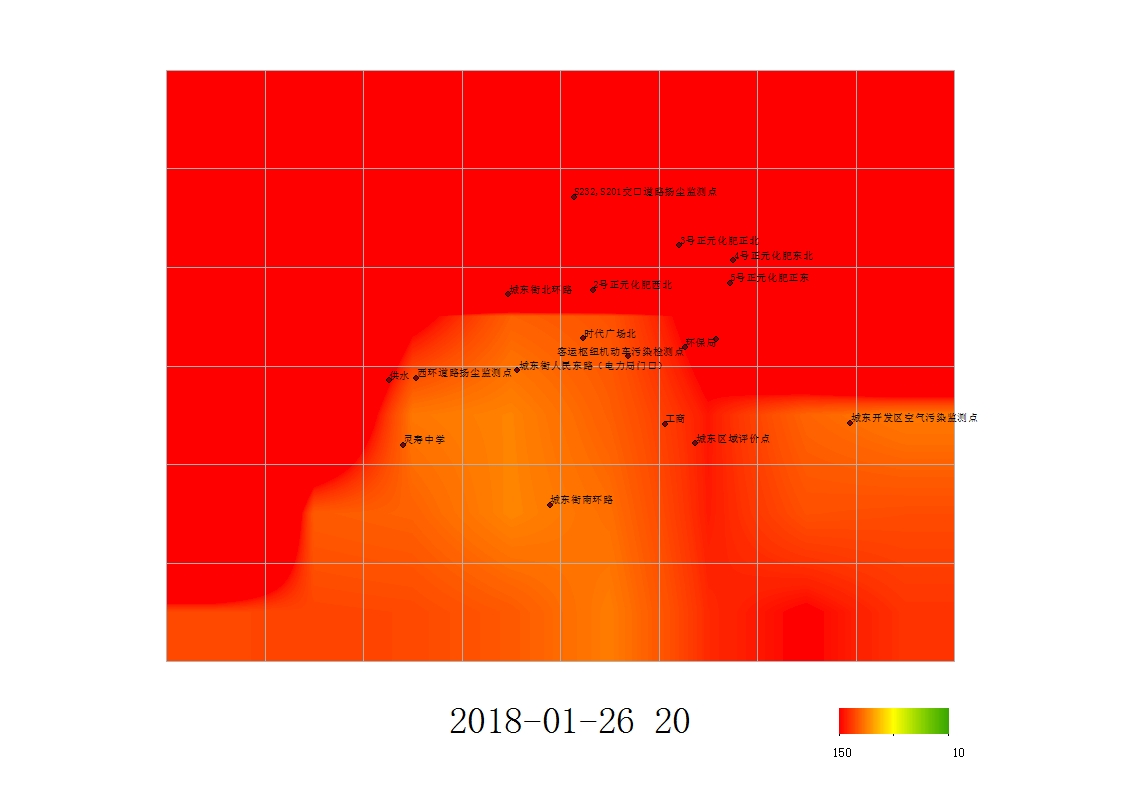 S232,S201交口道路扬尘监测点
3号正元化肥正北
4号正元化肥东北
5号正元化肥正东
2号正元化肥西北
城东街北环路
时代广场北
环保局
客运枢纽机动车污染检测点
城东街人民东路（电力局门口）
洪水
西环道路扬尘监测点
工商
城东开发区空气污染监测点
灵寿中学
城东区域评价点
城东街南环路
2018-01-26 20
150
10